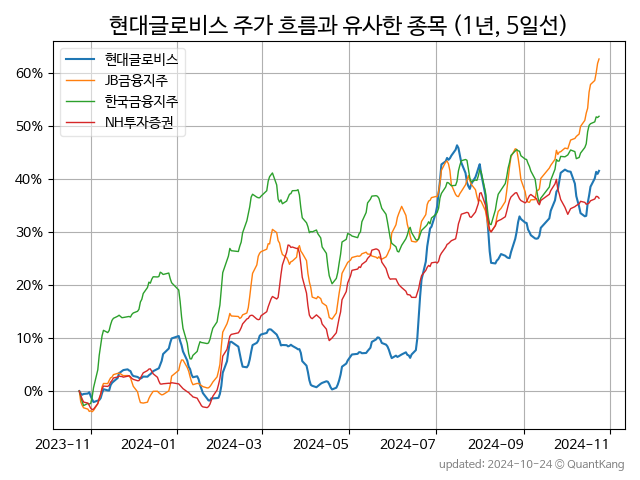 현대글로비스 주가 흐름과 유사한 종목 (1년, 5일선)
현대글로비스
JB금융지주
한국금융지주
NH투자증권
60%
50%
40%
30%
20%
10%
0%
2023-11 2024-01 2024-03 2024-05 2024-07 2024-09 2024-11
updated: 2024-10-24 © QuantKang